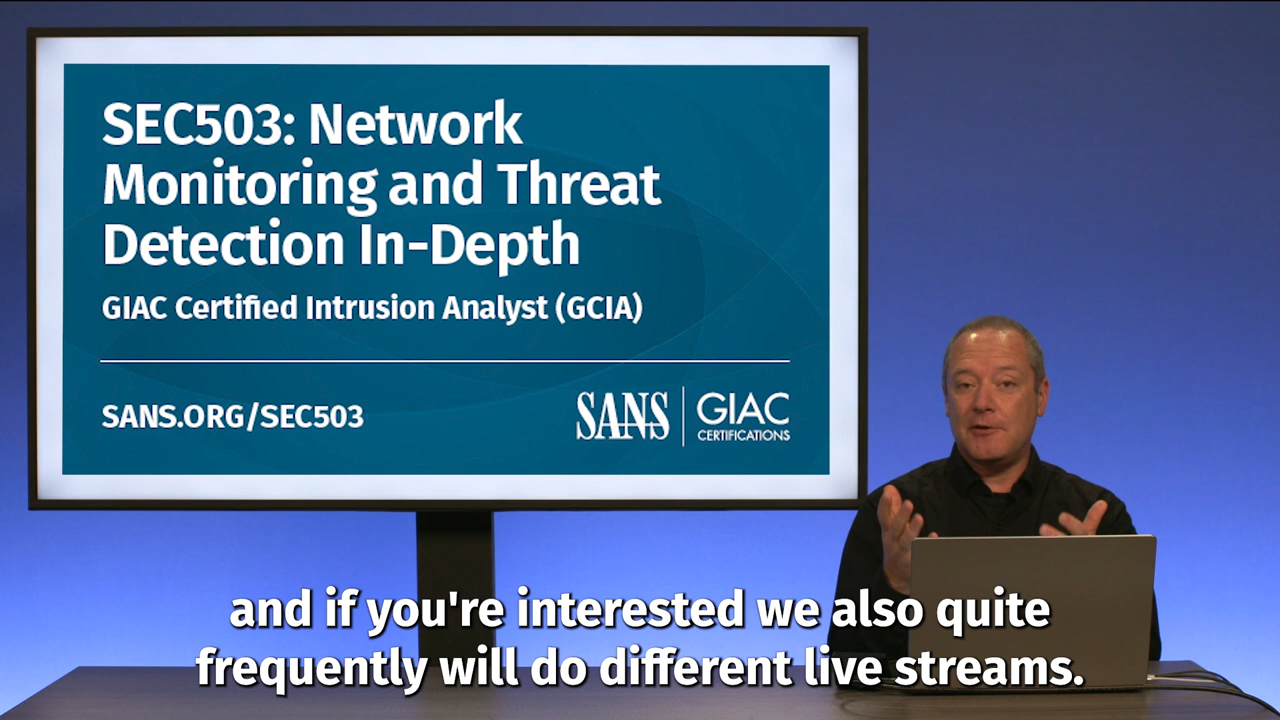 SEC503: Network
Monitoring and Threat
Detection In-Depth
GIAC Certified Intrusion Analyst (GCIA)
SANS.ORG/SEC503
SANS
GIAC
CERTIFICATIONS
and if you're interested we also quite
frequently will do different live streams.